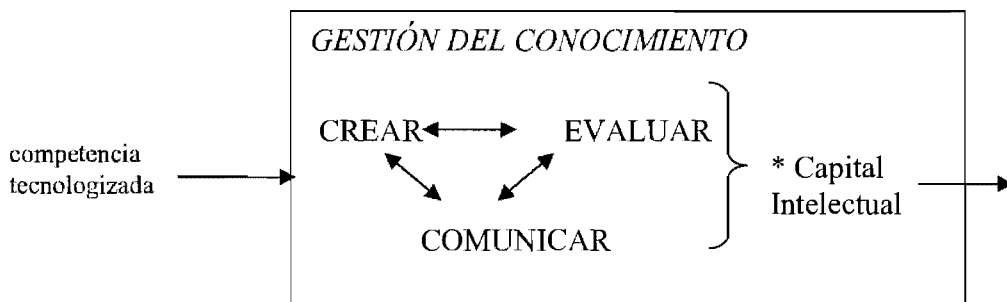 GESTIÓN DEL CONOCIMIENTO
CREAR
EVALUAR
competencia
tecnologizada
* Capital
Intelectual
COMUNICAR